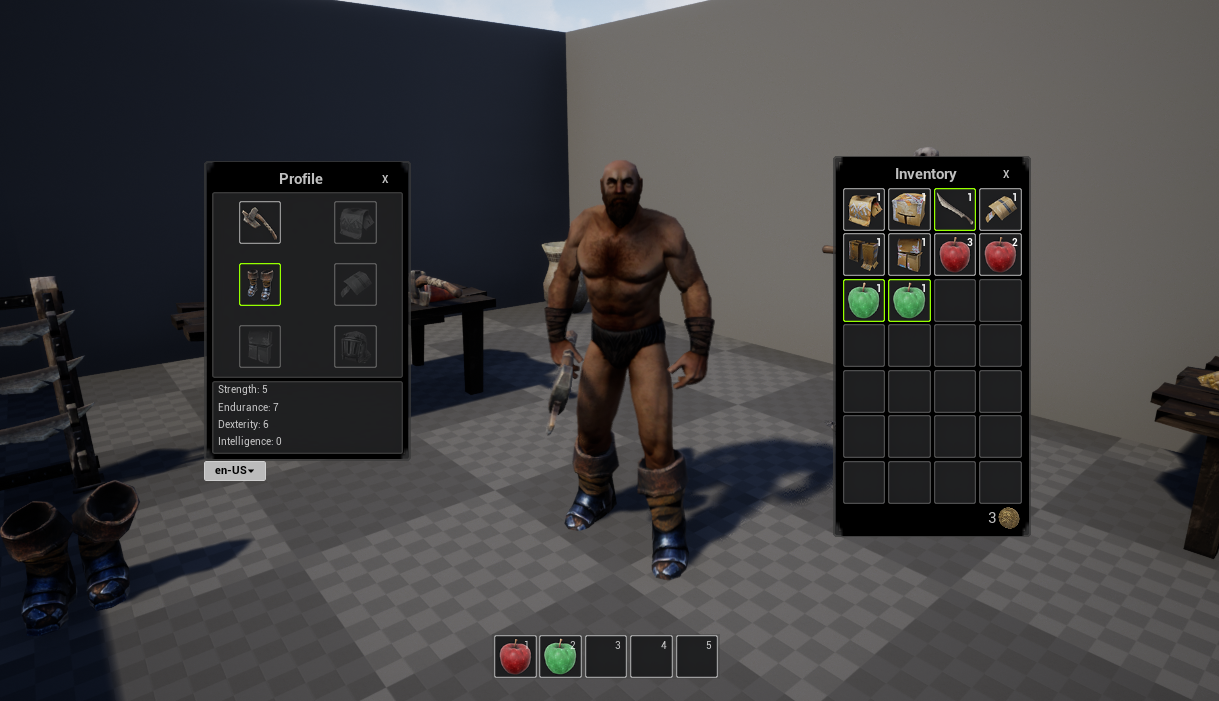 Profile X
Strength: 5
Endurance: 7
Dexterity: 6
Intelligence: 0
en-US
Inventory X
1 1 1 1
1 1 3 2
1 1
3
1 2 3 4 5